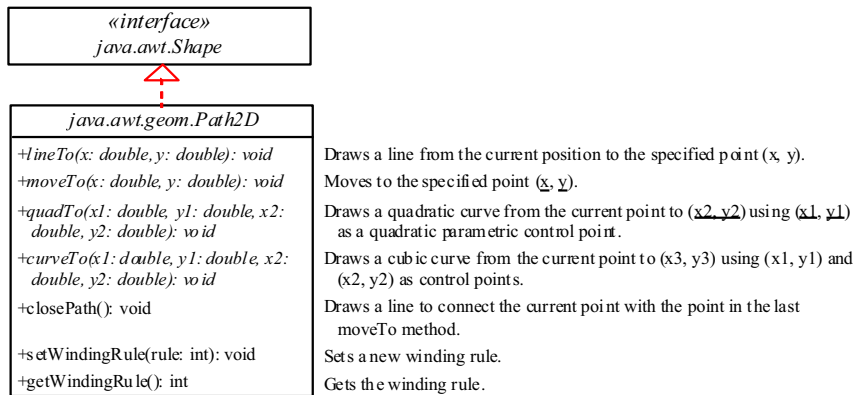 «interface»
java.awt.Shape
java.awt.geom.Path2D
+lineTo(x: double, y: double): void
Draws a line from the current position to the specified point (x, y).
+moveTo(x: double, y: double): void
Moves to the specified point (x, y).
+quadTo(x1: double, y1: double, x2:
double, y2: double): void
Draws a quadratic curve from the current point to (x2, y2) using (x1, y1)
as a quadratic parametric control point.
+curveTo(x1: double, y1: double, x2:
double, y2: double): void
Draws a cubic curve from the current point to (x3, y3) using (x1, y1) and
(x2, y2) as control points.
+closePath(): void
Draws a line to connect the current point with the point in the last
moveTo method.
+setWindingRule(rule: int): void
Sets a new winding rule.
+getWindingRule(): int
Gets the winding rule.